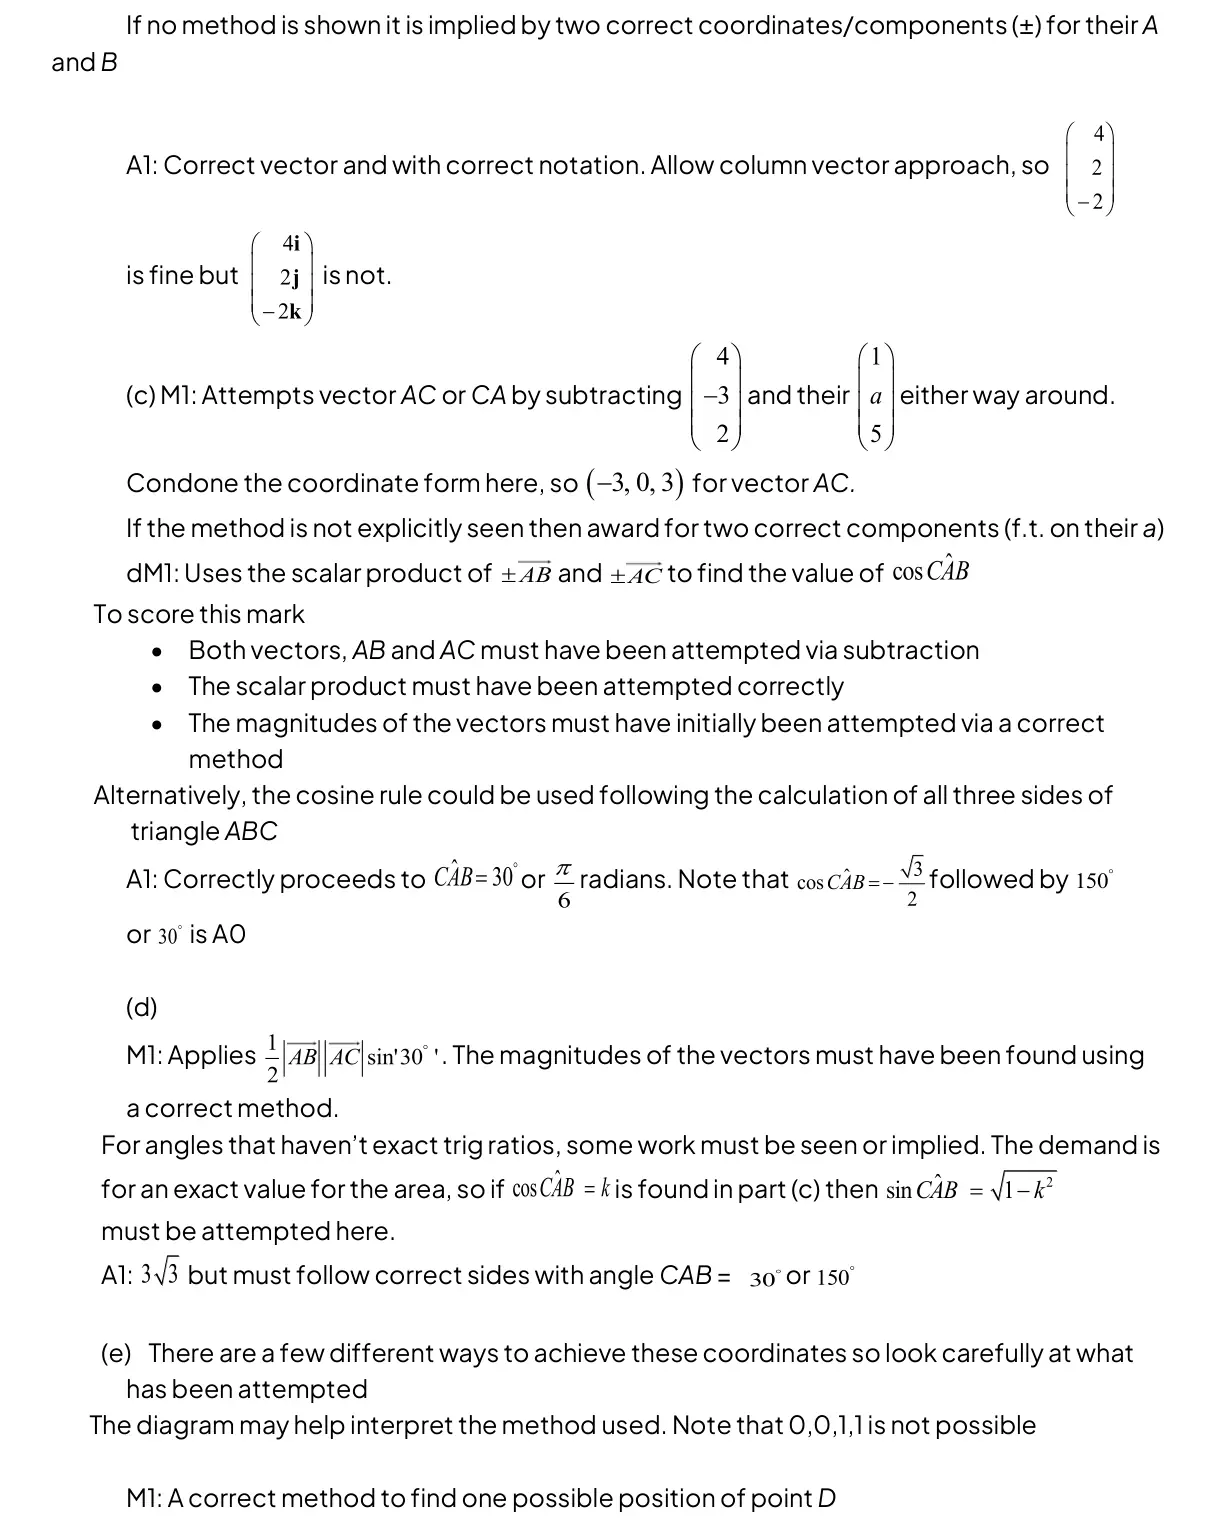 If no method is shown it is implied by two correct coordinates/components (±) for their A
and B
A1: Correct vector and with correct notation. Allow column vector approach, so (4 2 −2)
is fine but (4i 2j −2k) is not.
(c) M1: Attempts vector AC or CA by subtracting (4 −3 2) and their (1 a 5) either way around.
Condone the coordinate form here, so (−3, 0, 3) for vector AC.
If the method is not explicitly seen then award for two correct components (f.t. on their a)
dM1: Uses the scalar product of ±AB and ±AC to find the value of cos CÂB
To score this mark
• Both vectors, AB and AC must have been attempted via subtraction
• The scalar product must have been attempted correctly
• The magnitudes of the vectors must have initially been attempted via a correct
method
Alternatively, the cosine rule could be used following the calculation of all three sides of
triangle ABC
A1: Correctly proceeds to CÂB = 30° or π/6 radians. Note that cos CÂB = −√3/2 followed by 150°
or 30° is A0
(d)
M1: Applies 1/2|AB||AC|sin'30°'. The magnitudes of the vectors must have been found using
a correct method.
For angles that haven't exact trig ratios, some work must be seen or implied. The demand is
for an exact value for the area, so if cos CÂB = k is found in part (c) then sin CÂB = √1−k²
must be attempted here.
A1: 3√3 but must follow correct sides with angle CAB = 30° or 150°
(e) There are a few different ways to achieve these coordinates so look carefully at what
has been attempted
The diagram may help interpret the method used. Note that 0,0,1,1 is not possible
M1: A correct method to find one possible position of point D